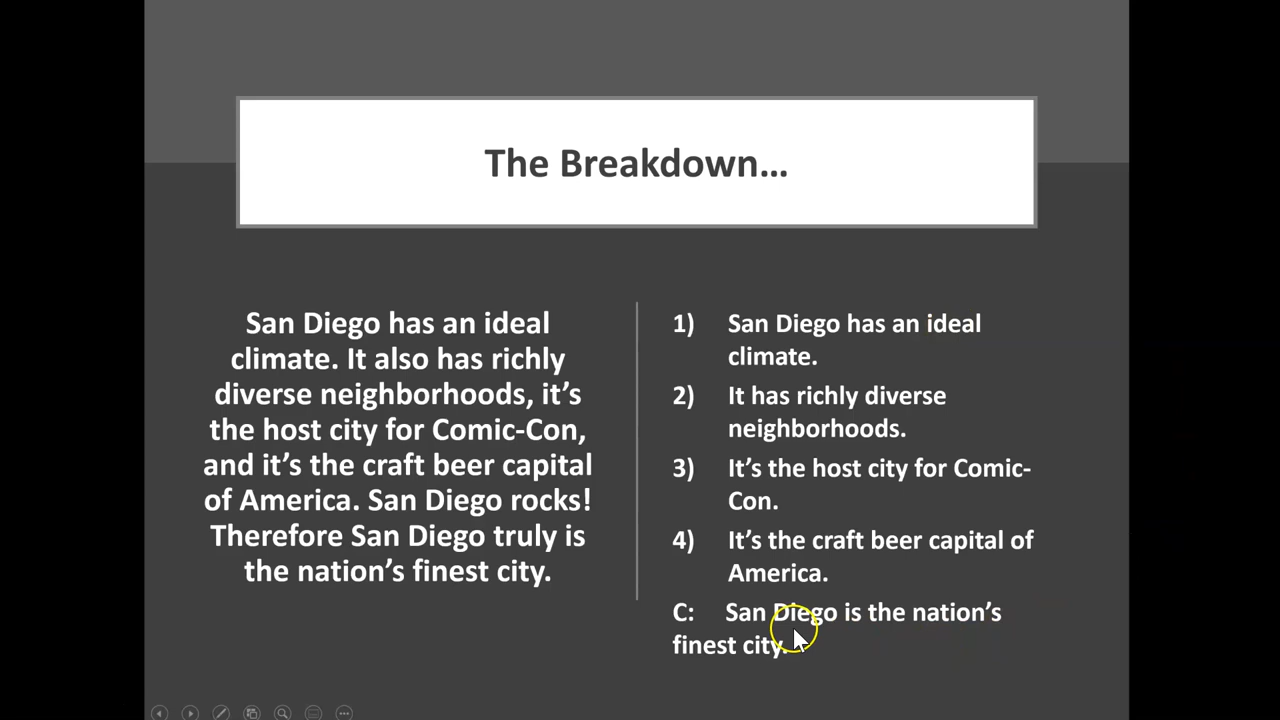 The Breakdown...
San Diego has an ideal
climate. It also has richly
diverse neighborhoods, it’s
the host city for Comic-Con,
and it’s the craft beer capital
of America. San Diego rocks!
Therefore San Diego truly is
the nation’s finest city.
1) San Diego has an ideal
climate.
2) It has richly diverse
neighborhoods.
3) It’s the host city for Comic-
Con.
4) It’s the craft beer capital of
America.
C: San Diego is the nation’s
finest city.